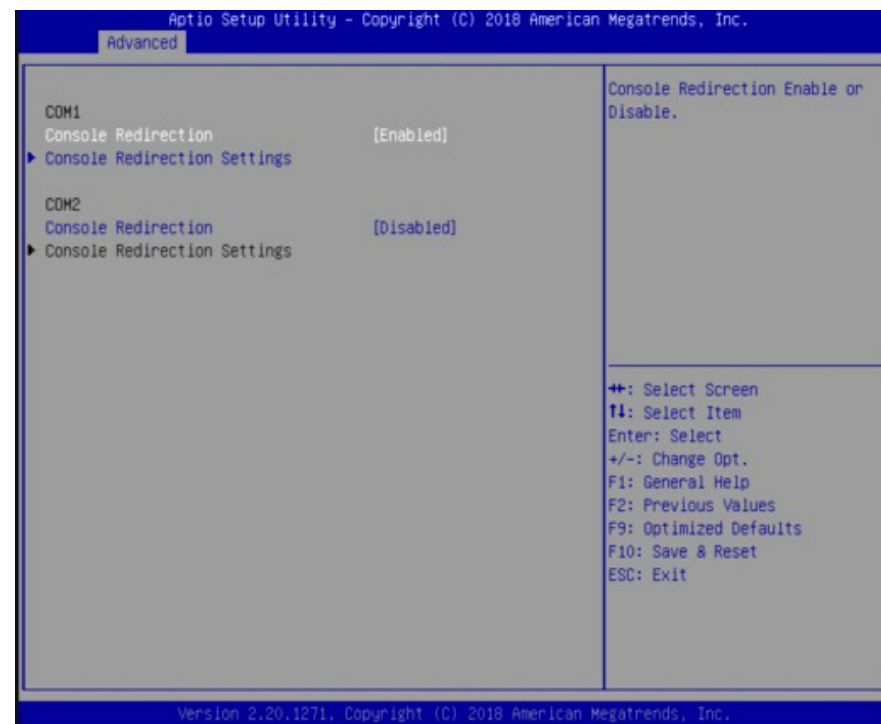 Aptio Setup Utility – Copyright (C) 2018 American Megatrends, Inc.
Advanced
COM1
Console Redirection [Enabled]
Console Redirection Settings
COM2
Console Redirection [Disabled]
Console Redirection Settings
Console Redirection Enable or
Disable.
→←: Select Screen
↑↓: Select Item
Enter: Select
+/-: Change Opt.
F1: General Help
F2: Previous Values
F9: Optimized Defaults
F10: Save & Reset
ESC: Exit
Version 2.20.1271. Copyright (C) 2018 American Megatrends, Inc.